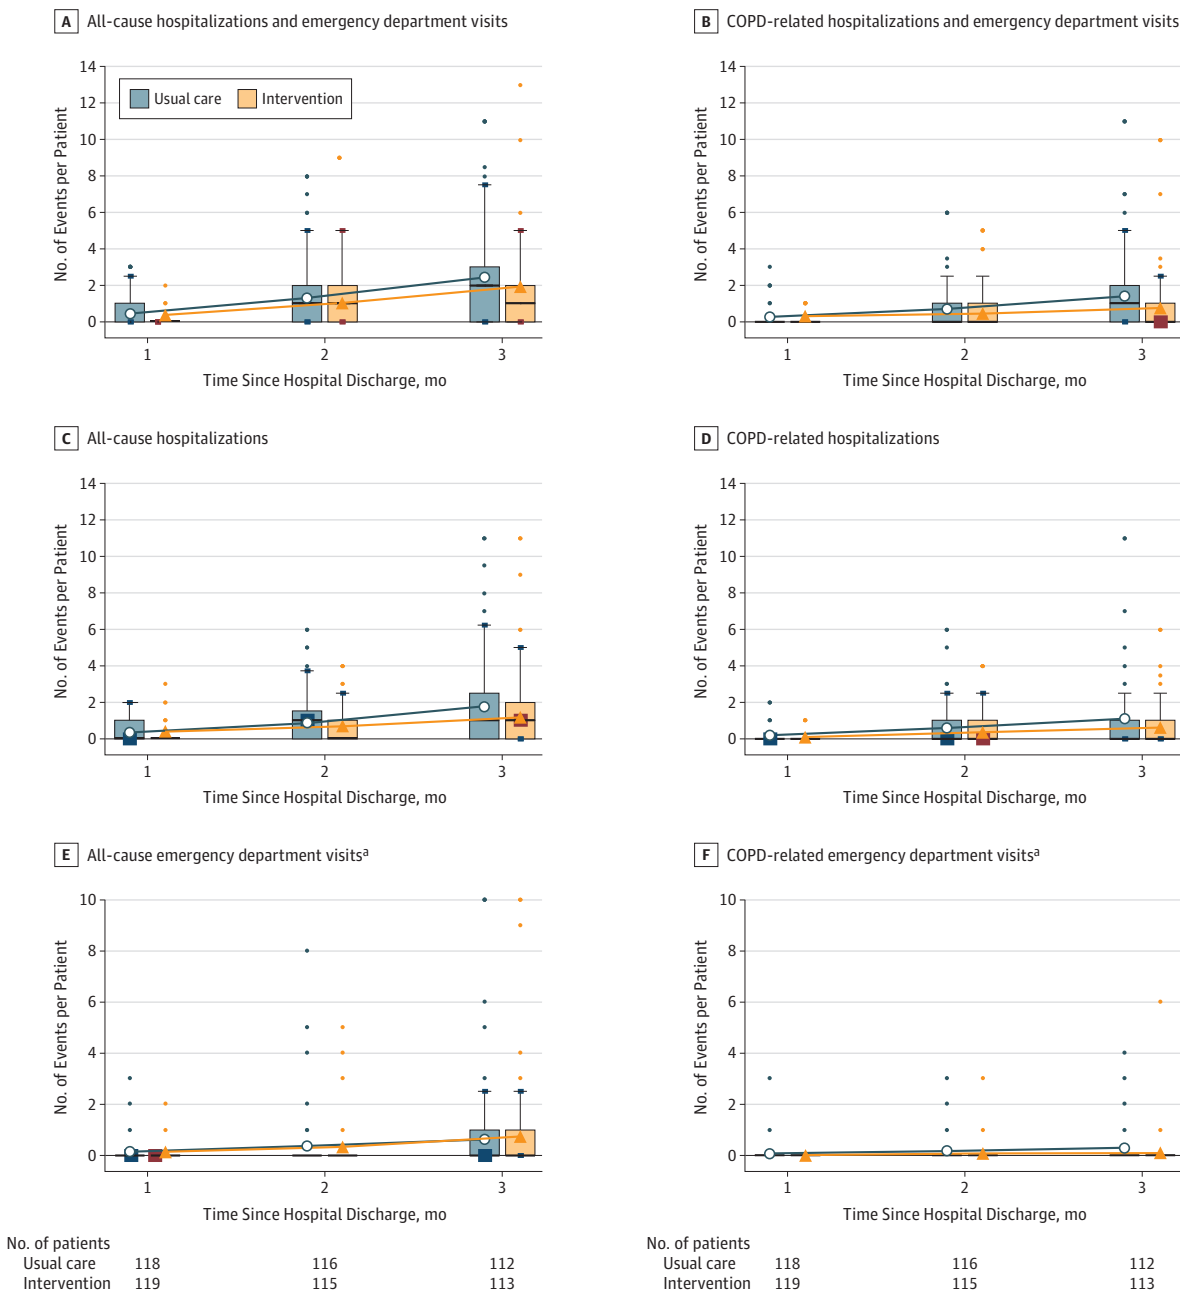 A All-cause hospitalizations and emergency department visits
14
12
10
8
6
4
2
0
No. of Events per Patient
Usual care
Intervention
1 2 3
Time Since Hospital Discharge, mo
B COPD-related hospitalizations and emergency department visits
14
12
10
8
6
4
2
0
No. of Events per Patient
1 2 3
Time Since Hospital Discharge, mo
C All-cause hospitalizations
14
12
10
8
6
4
2
0
No. of Events per Patient
1 2 3
Time Since Hospital Discharge, mo
D COPD-related hospitalizations
14
12
10
8
6
4
2
0
No. of Events per Patient
1 2 3
Time Since Hospital Discharge, mo
E All-cause emergency department visitsª
10
8
6
4
2
0
No. of Events per Patient
1 2 3
Time Since Hospital Discharge, mo
No. of patients
Usual care 118 116 112
Intervention 119 115 113
F COPD-related emergency department visitsª
10
8
6
4
2
0
No. of Events per Patient
1 2 3
Time Since Hospital Discharge, mo
No. of patients
Usual care 118 116 112
Intervention 119 115 113